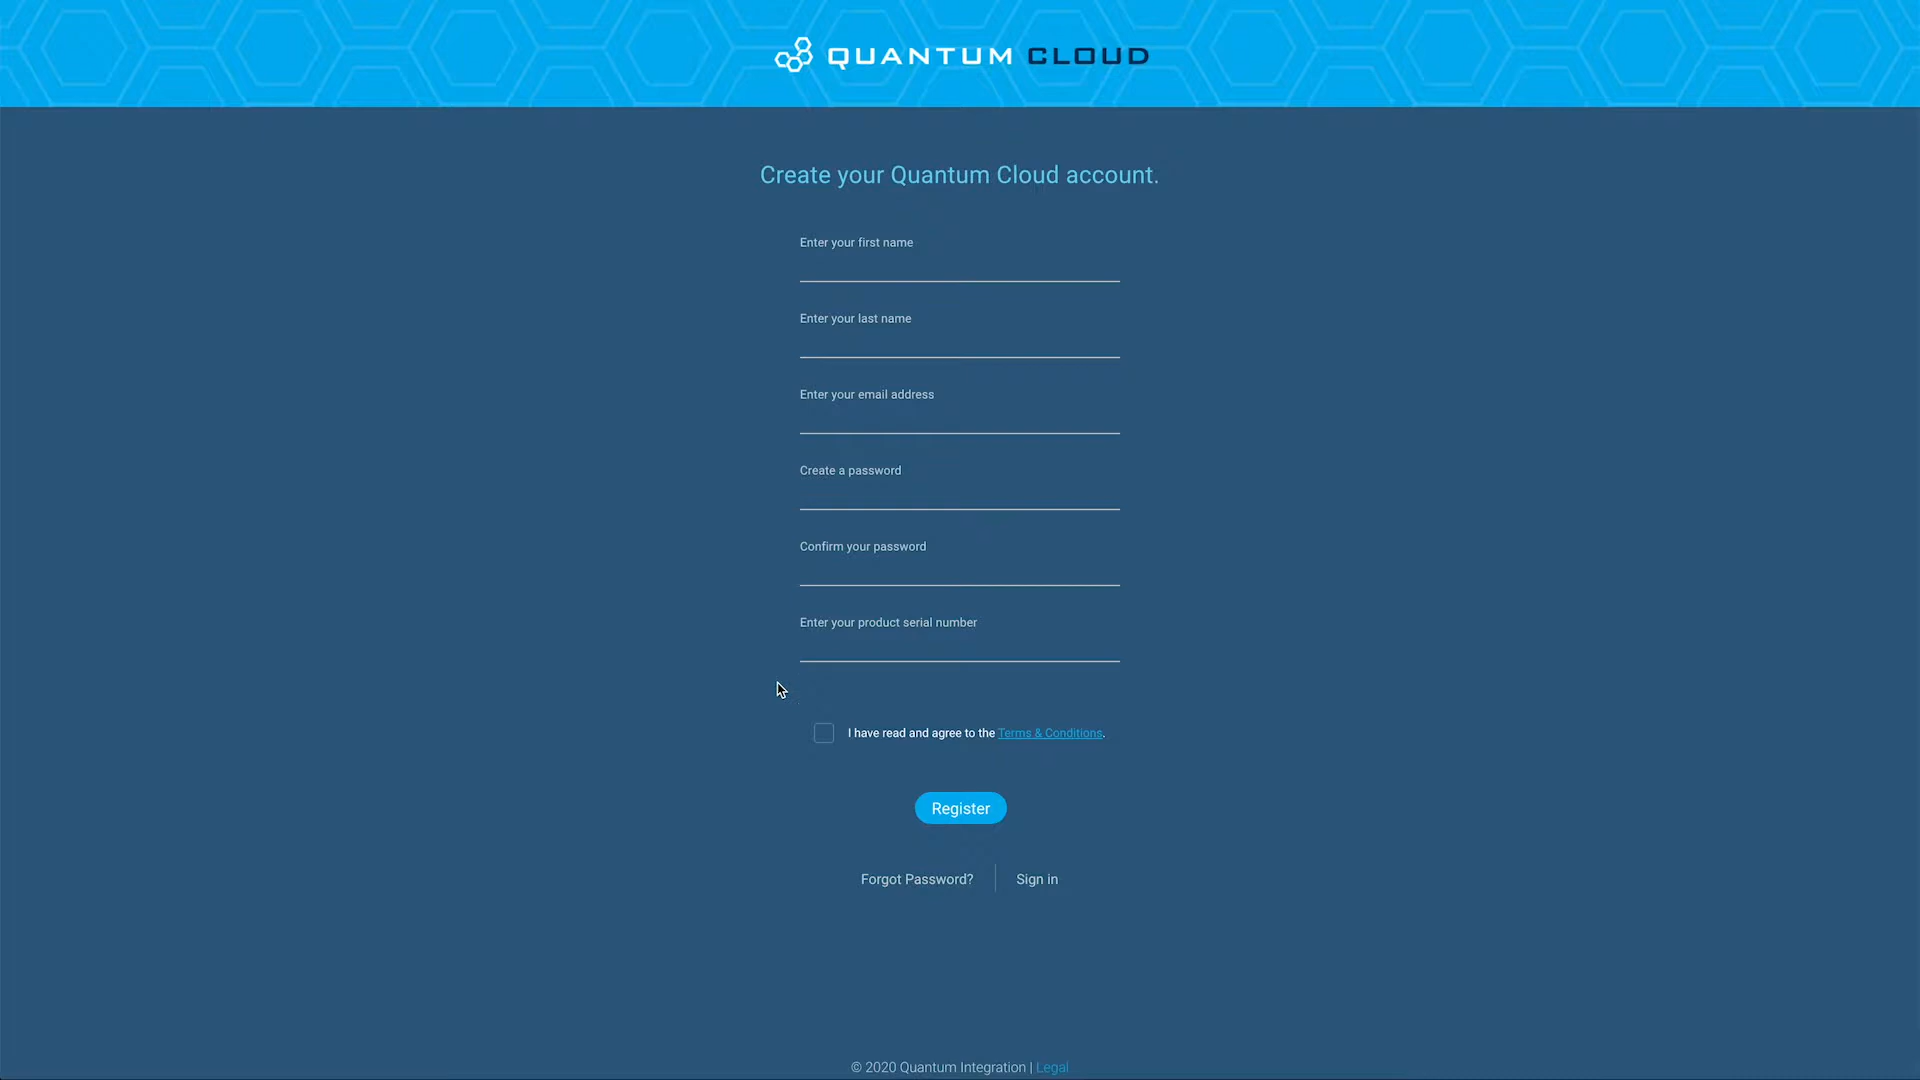 QUANTUM CLOUD
Create your Quantum Cloud account.
Enter your first name
Enter your last name
Enter your email address
Create a password
Confirm your password
Enter your product serial number
I have read and agree to the Terms & Conditions.
Register
Forgot Password? Sign in
© 2020 Quantum Integration | Legal